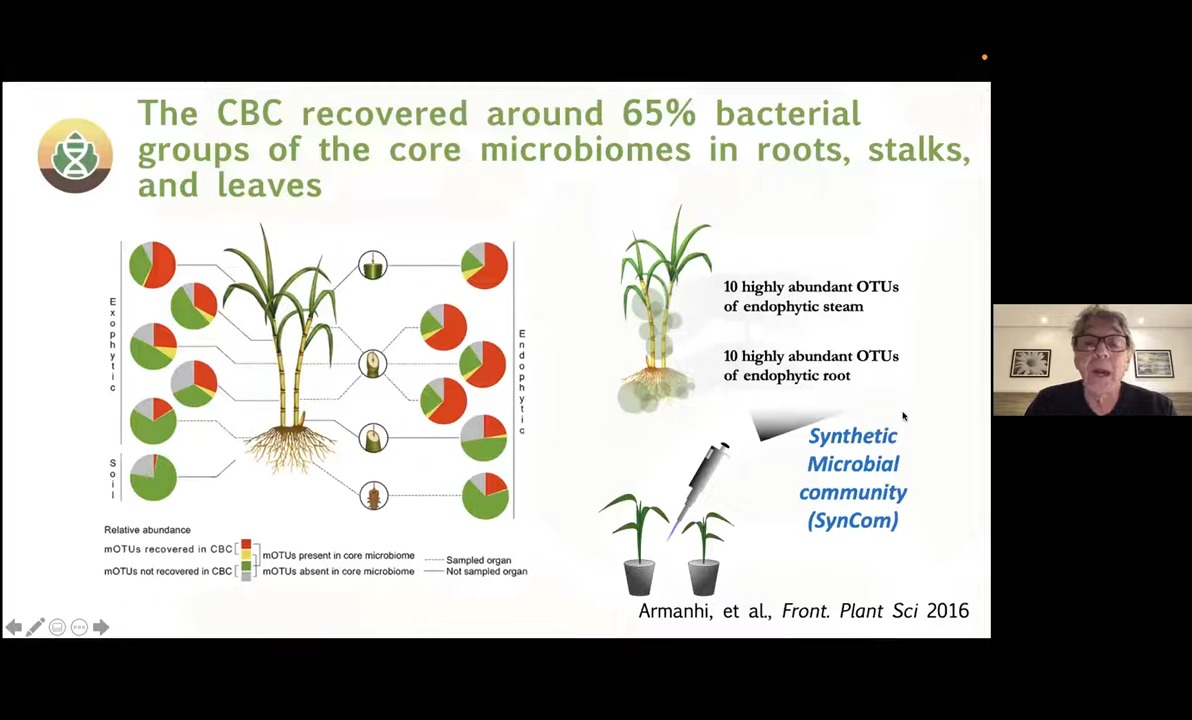 The CBC recovered around 65% bacterial
groups of the core microbiomes in roots, stalks,
and leaves
Exophytic
Soil
Endophytic
Relative abundance
mOTUs recovered in CBC
mOTUs not recovered in CBC
mOTUs present in core microbiome
mOTUs absent in core microbiome
Sampled organ
Not sampled organ
10 highly abundant OTUs
of endophytic steam
10 highly abundant OTUs
of endophytic root
Synthetic
Microbial
community
(SynCom)
Armanhi, et al., Front. Plant Sci 2016